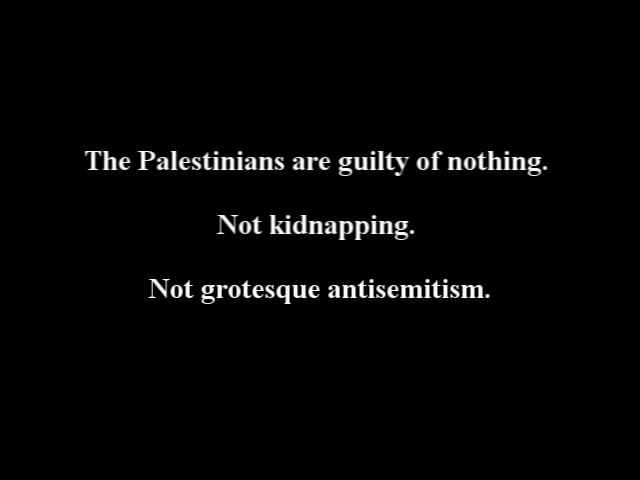 The Palestinians are guilty of nothing.
Not kidnapping.
Not grotesque antisemitism.